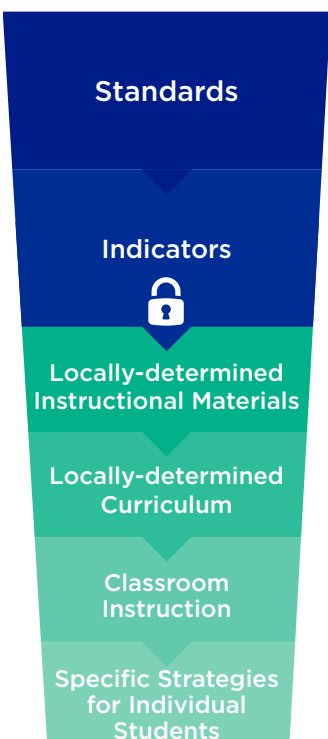 Standards
Indicators
Locally-determined
Instructional Materials
Locally-determined
Curriculum
Classroom
Instruction
Specific Strategies
for Individual
Students